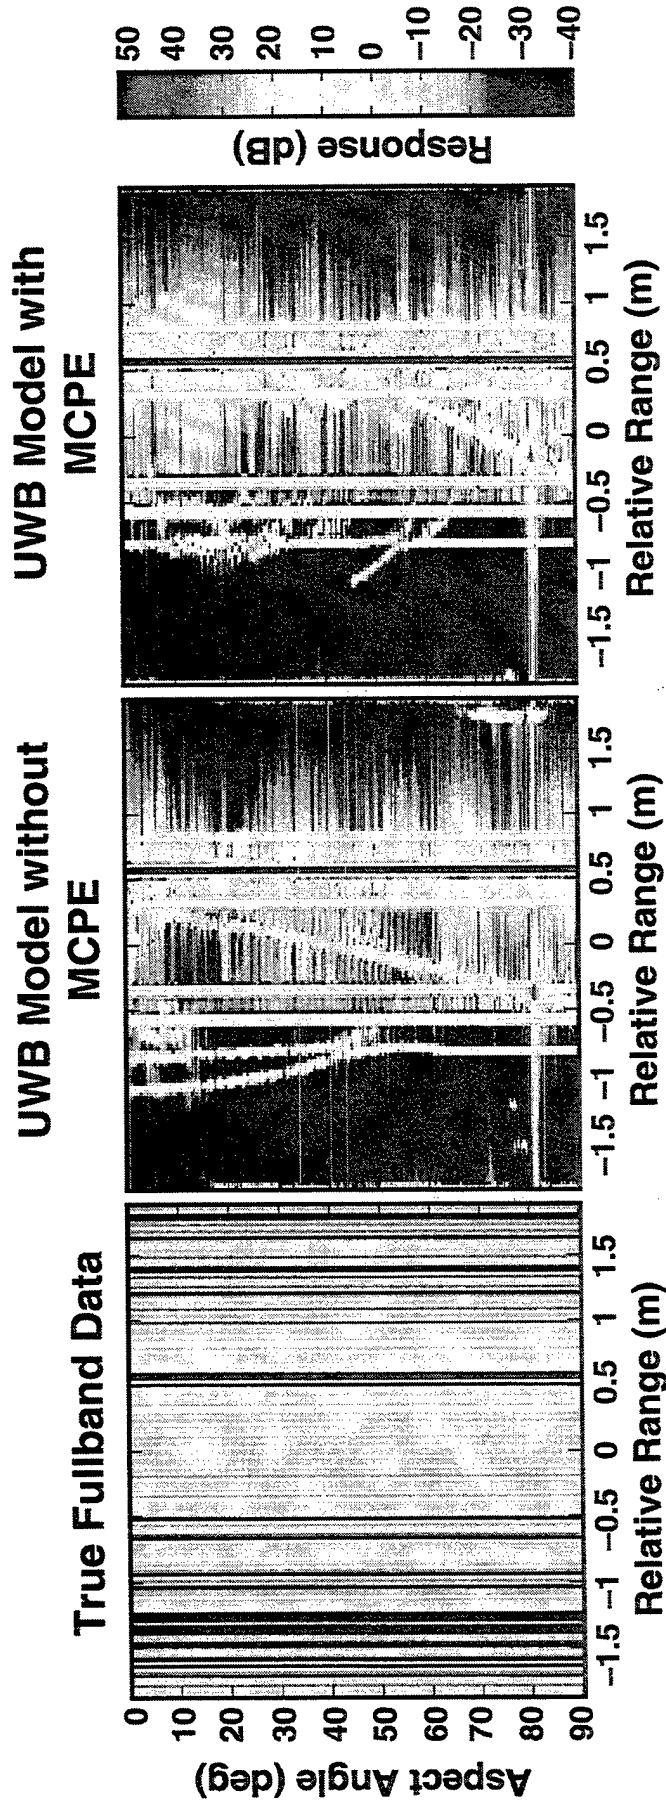 True Fullband Data
UWB Model without
MCPE
UWB Model with
MCPE
Aspect Angle (deg)
0
10
20
30
40
50
60
70
80
90
−1.5 −1 −0.5 0 0.5 1 1.5
Relative Range (m)
−1.5 −1 −0.5 0 0.5 1 1.5
Relative Range (m)
−1.5 −1 −0.5 0 0.5 1 1.5
Relative Range (m)
Response (dB)
50
40
30
20
10
0
−10
−20
−30
−40